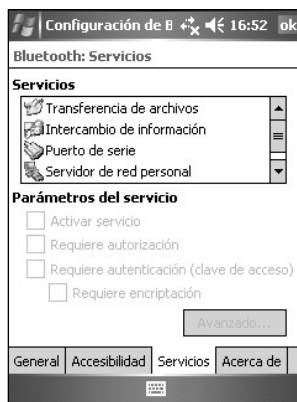 Configuración de B 16:52 ok
Bluetooth: Servicios
Servicios
Transferencia de archivos
Intercambio de información
Puerto de serie
Servidor de red personal
Parámetros del servicio
Activar servicio
Requiere autorización
Requiere autenticación (clave de acceso)
Requiere encriptación
Avanzado...
General Accesibilidad Servicios Acerca de